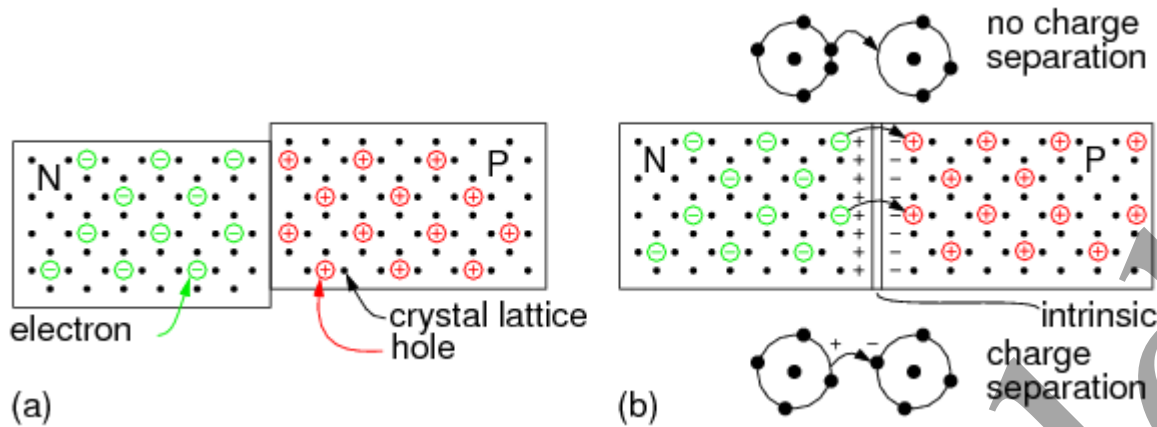 no charge
separation
N
P
N
P
electron
crystal lattice
hole
intrinsic
charge
separation
(a)
(b)